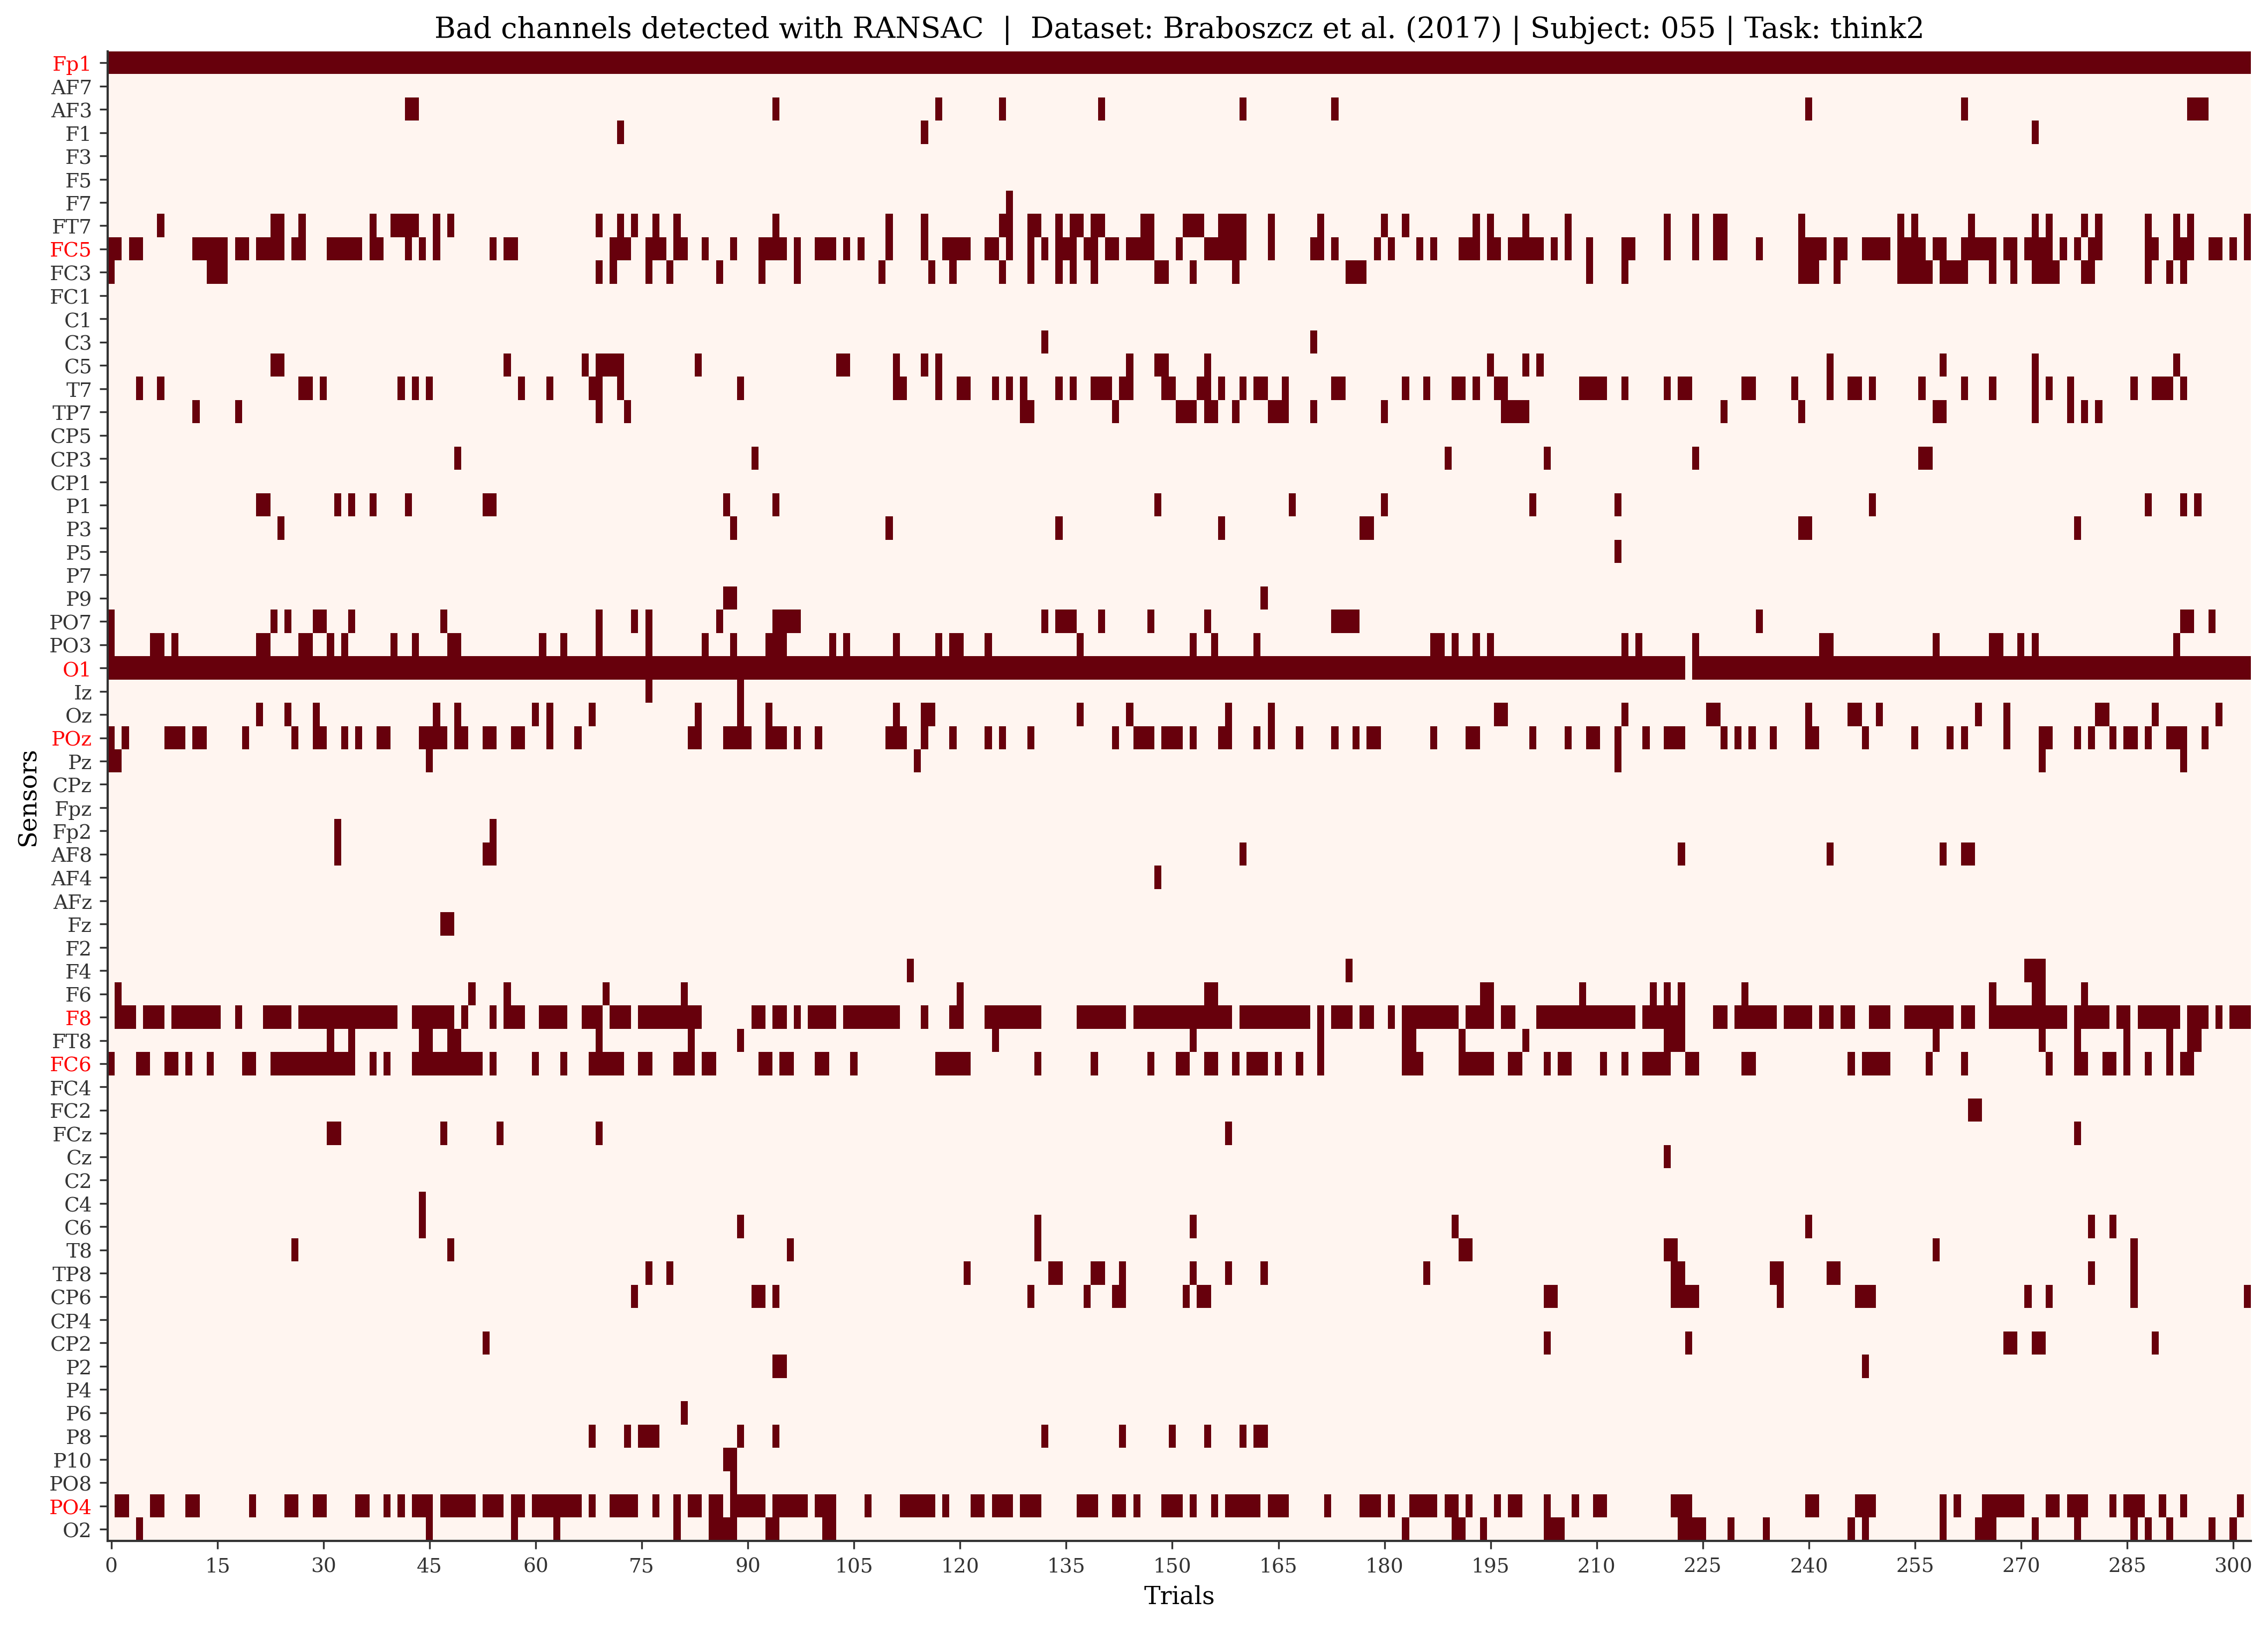 Bad channels detected with RANSAC | Dataset: Braboszcz et al. (2017) | Subject: 055 | Task: think2
Fp1
AF7
AF3
F1
F3
F5
F7
FT7
FC5
FC3
FC1
C1
C3
C5
T7
TP7
CP5
CP3
CP1
P1
P3
P5
P7
P9
PO7
PO3
O1
Iz
Oz
POz
Pz
CPz
Fpz
Fp2
AF8
AF4
AFz
Fz
F2
F4
F6
F8
FT8
FC6
FC4
FC2
FCz
Cz
C2
C4
C6
T8
TP8
CP6
CP4
CP2
P2
P4
P6
P8
P10
PO8
PO4
O2
Sensors
0 15 30 45 60 75 90 105 120 135 150 165 180 195 210 225 240 255 270 285 300
Trials